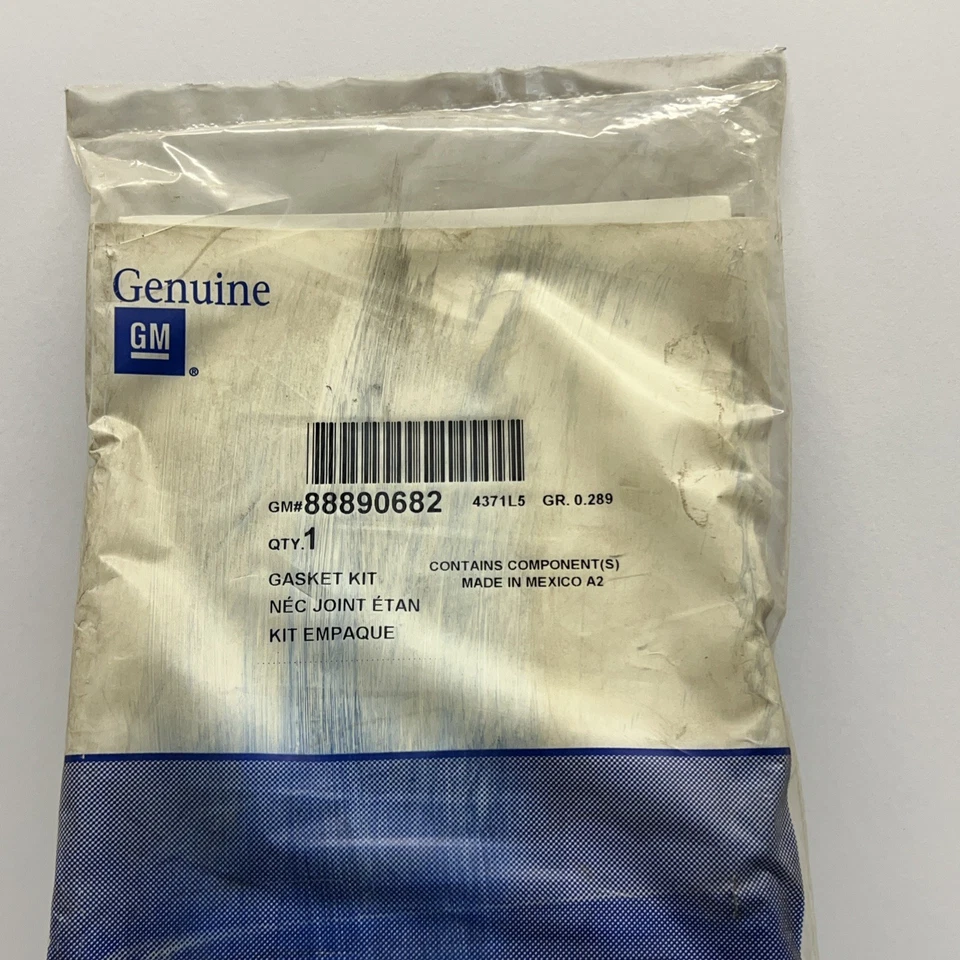 Genuine
GM
®
GM#88890682 4371L5 GR. 0.289
QTY.1
CONTAINS COMPONENT(S)
GASKET KIT
MADE IN MEXICO A2
NÉC JOINT ÉTAN
KIT EMPAQUE